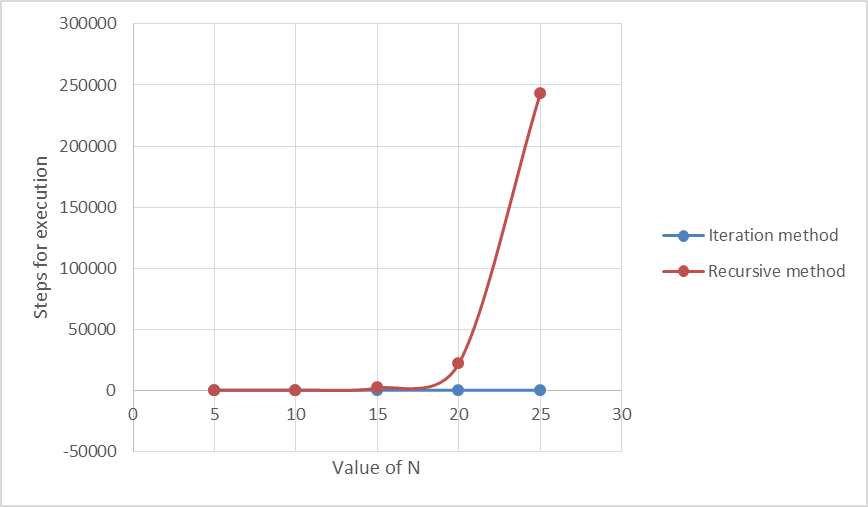 300000
250000
200000
150000
100000
50000
0
-50000
0 5 10 15 20 25 30
Steps for execution
Value of N
Iteration method
Recursive method